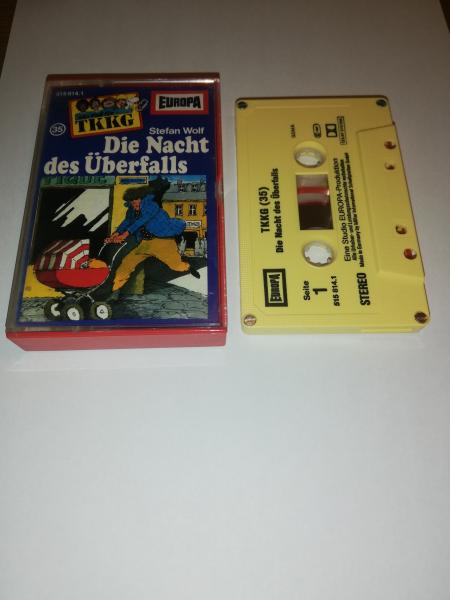 515 614.1
TKKG
EUROPA
35
Stefan Wolf
Die Nacht
des Überfalls
EUROPA
TKKG (35)
Die Nacht des Überfalls
Seite
1
515 814.1
Eine Studio EUROPA-Produktion
STEREO